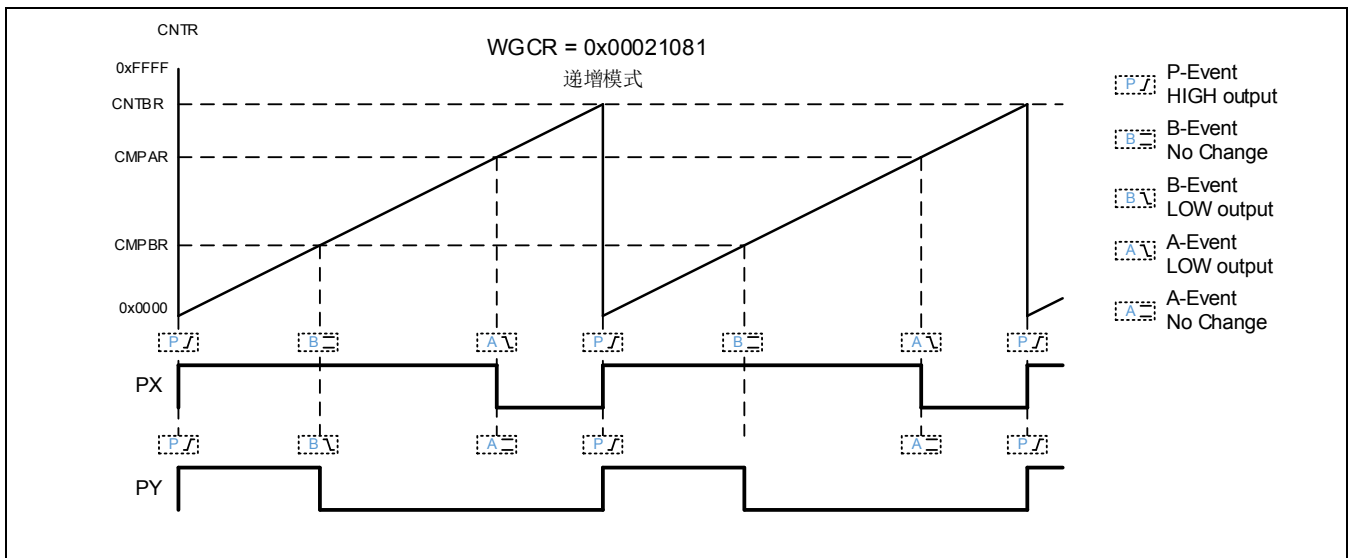 CNTR
WGCR = 0x00021081
递增模式
0xFFFF
CNTBR
CMPAR
CMPBR
0x0000
P
P-Event
HIGH output
B
B-Event
No Change
B
B-Event
LOW output
A
A-Event
LOW output
A
A-Event
No Change
P B A P B A P
PX
P B A P A P
PY